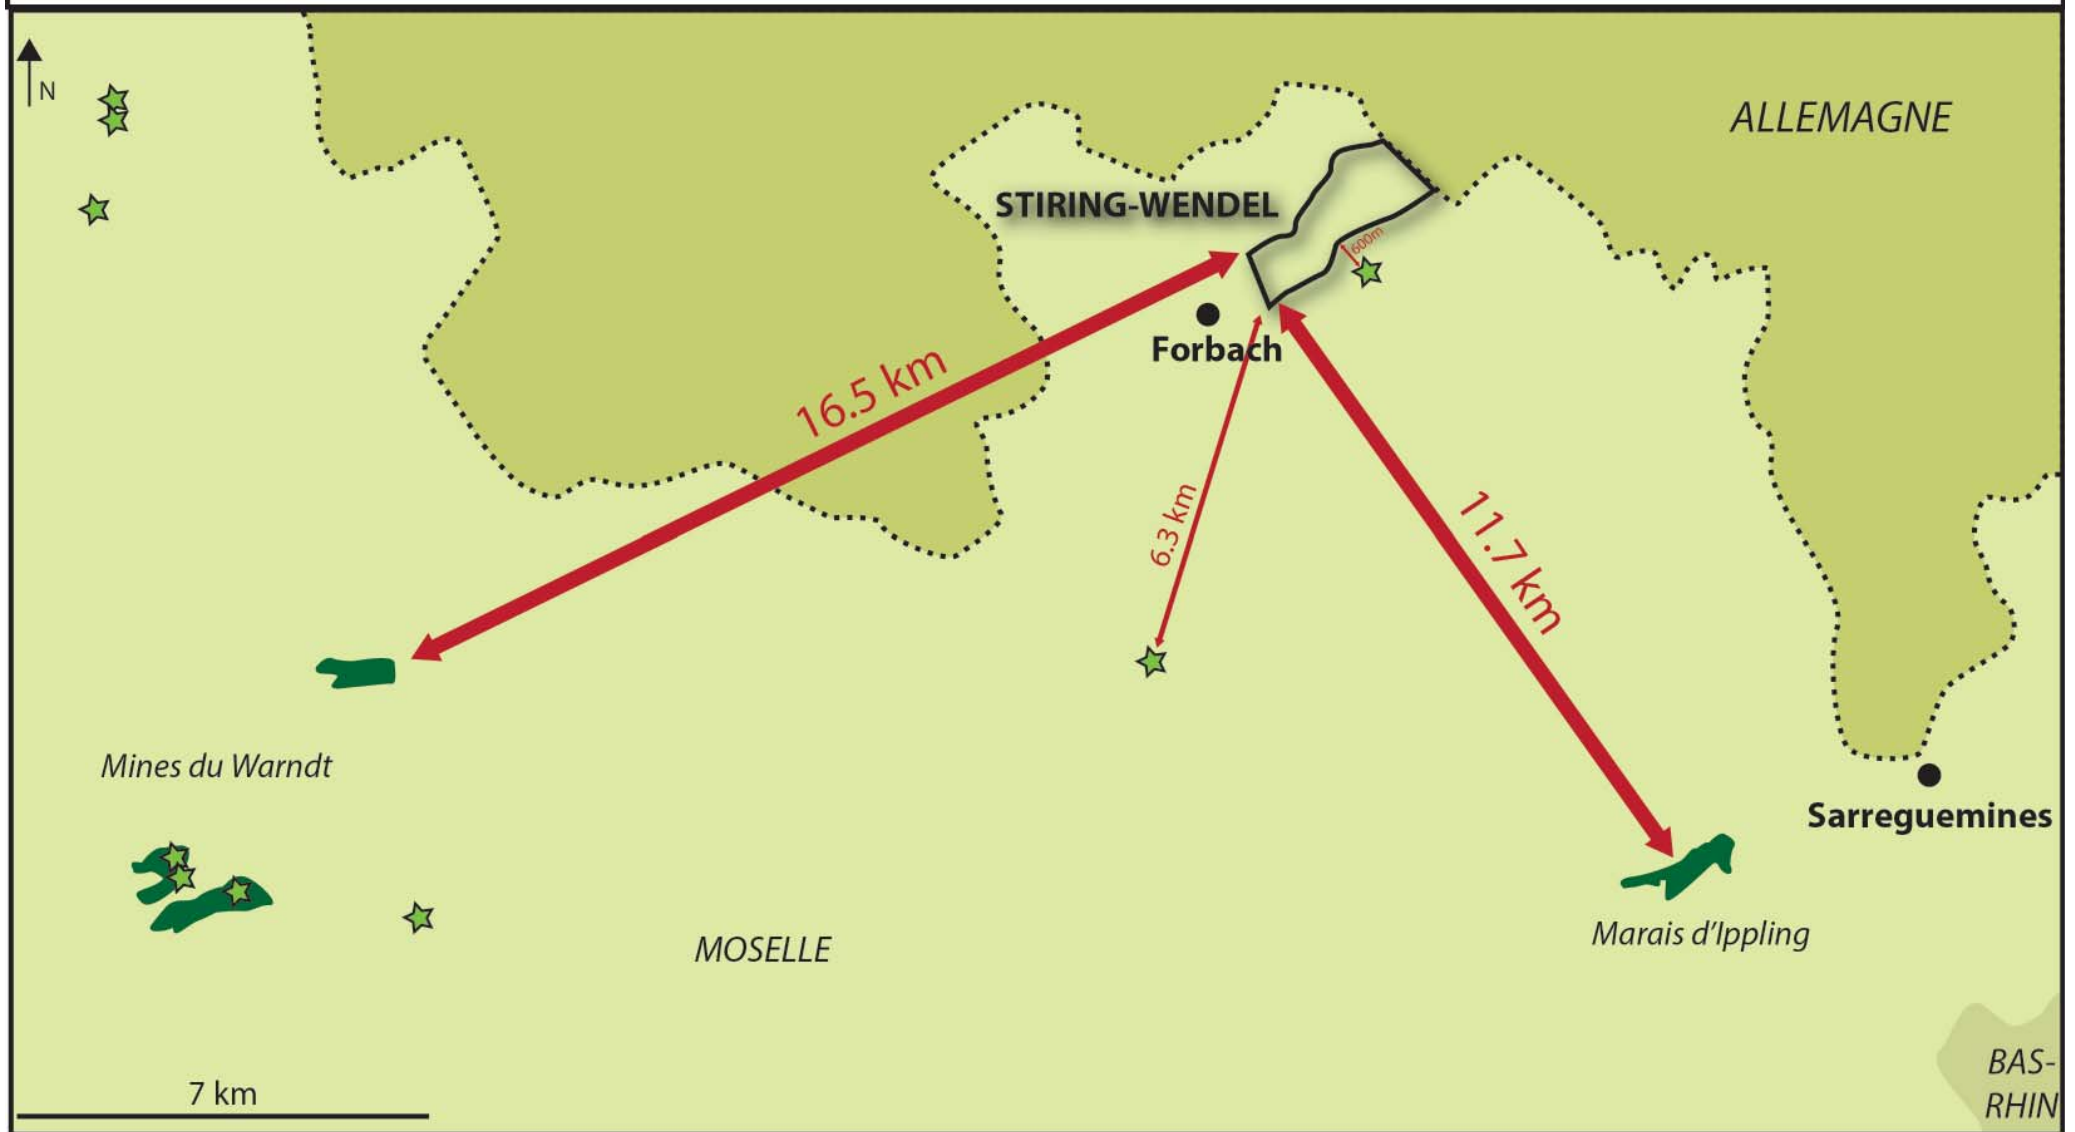 N
ALLEMAGNE
STIRING-WENDEL
600m
Forbach
16.5 km
6.3 km
11.7 km
Mines du Warndt
Sarreguemines
Marais d'Ippling
MOSELLE
BAS-
RHIN
7 km